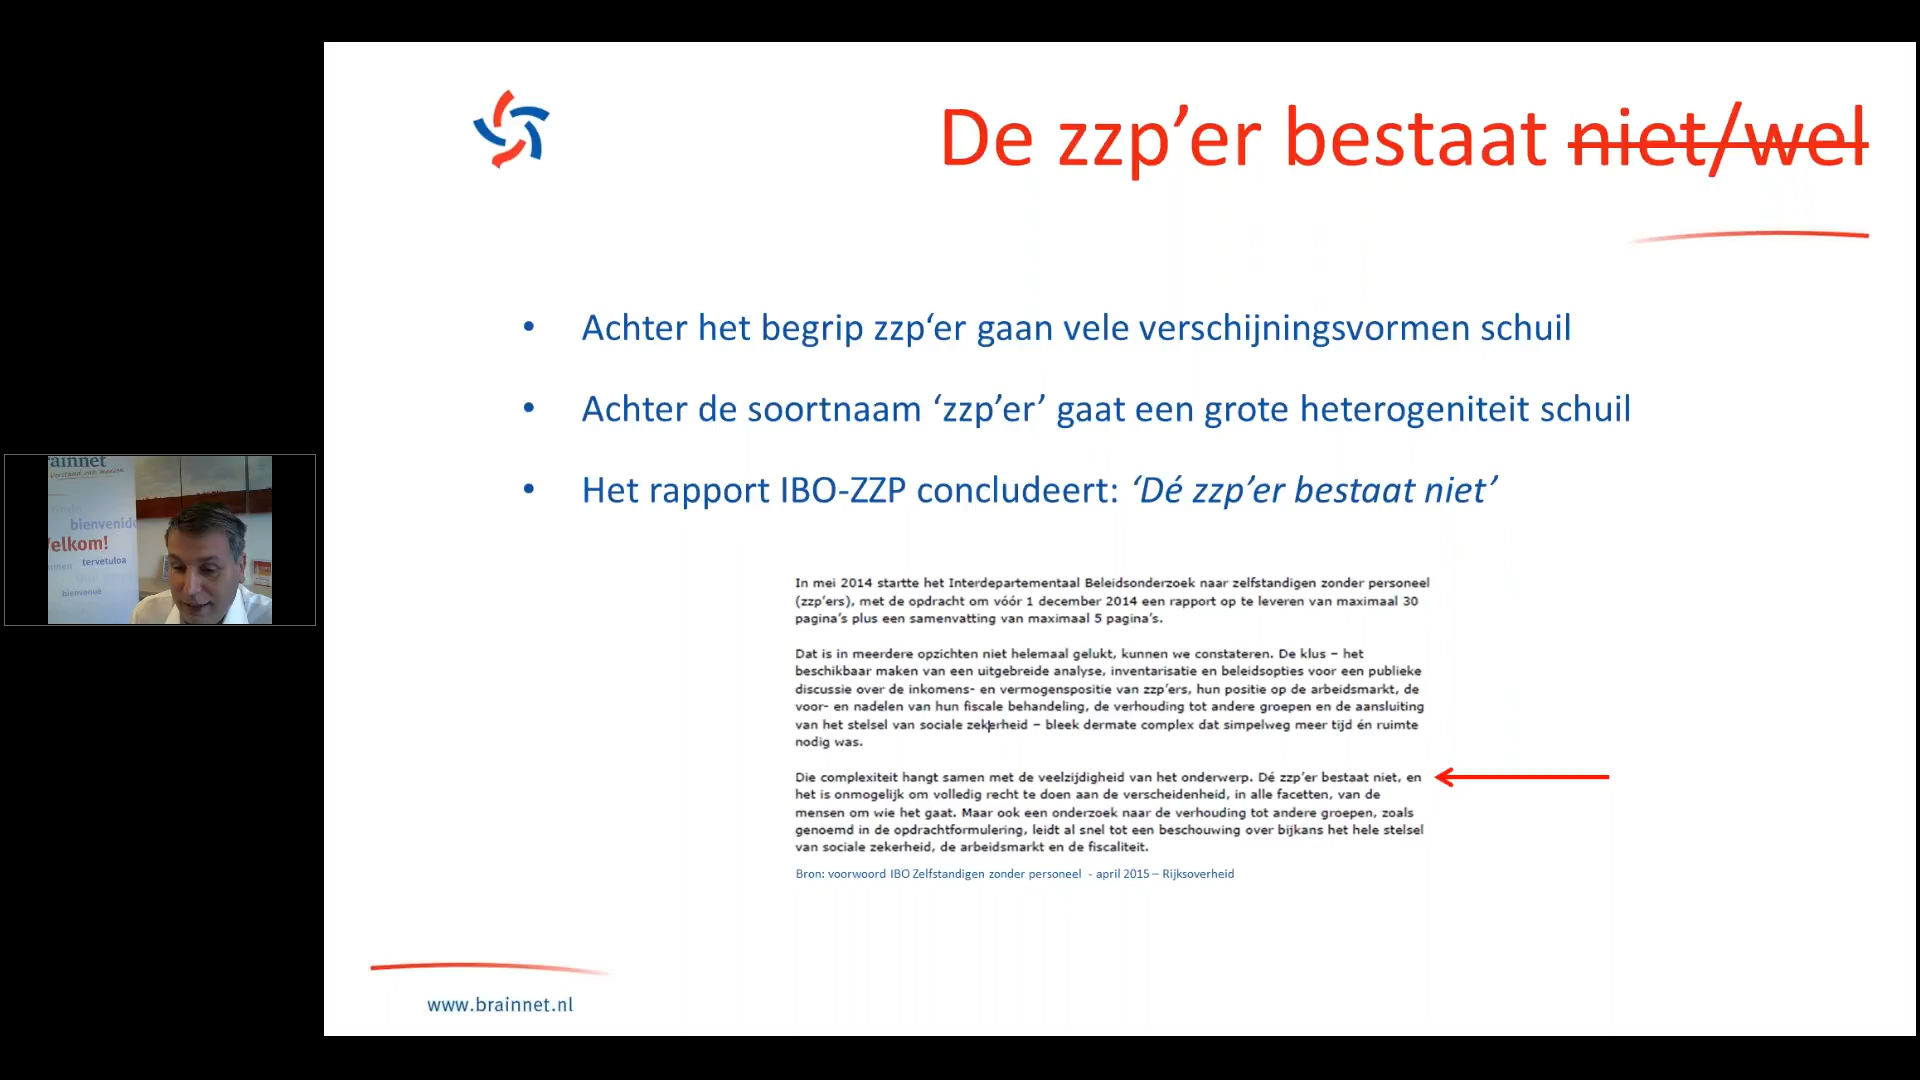 De zzp’er bestaat niet/wel
• Achter het begrip zzp‘er gaan vele verschijningsvormen schuil
• Achter de soortnaam ‘zzp’er’ gaat een grote heterogeniteit schuil
• Het rapport IBO-ZZP concludeert: ‘Dé zzp’er bestaat niet’
In mei 2014 startte het Interdepartementaal Beleidsonderzoek naar zelfstandigen zonder personeel
(zzp’ers), met de opdracht om vóór 1 december 2014 een rapport op te leveren van maximaal 30
pagina’s plus een samenvatting van maximaal 5 pagina’s.
Dat is in meerdere opzichten niet helemaal gelukt, kunnen we constateren. De klus – het
beschikbaar maken van een uitgebreide analyse, inventarisatie en beleidsopties voor een publieke
discussie over de inkomens- en vermogenspositie van zzp’ers, hun positie op de arbeidsmarkt, de
voor- en nadelen van hun fiscale behandeling, de verhouding tot andere groepen en de aansluiting
van het stelsel van sociale zekerheid – bleek dermate complex dat simpelweg meer tijd én ruimte
nodig was.
Die complexiteit hangt samen met de veelzijdigheid van het onderwerp. Dé zzp’er bestaat niet, en
het is onmogelijk om volledig recht te doen aan de verscheidenheid, in alle facetten, van de
mensen om wie het gaat. Maar ook een onderzoek naar de verhouding tot andere groepen, zoals
genoemd in de opdrachtformulering, leidt al snel tot een beschouwing over bijkans het hele stelsel
van sociale zekerheid, de arbeidsmarkt en de fiscaliteit.
Bron: voorwoord IBO Zelfstandigen zonder personeel - april 2015 – Rijksoverheid
www.brainnet.nl
ainnet
Verstand van mensen
bienvenid
elkom!
tervetuloa
bienvenue